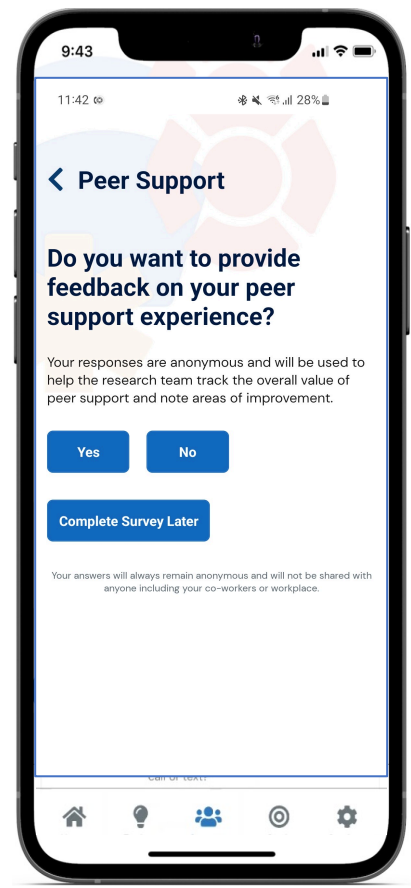 9:43
11:42
28%
Peer Support
Do you want to provide
feedback on your peer
support experience?
Your responses are anonymous and will be used to
help the research team track the overall value of
peer support and note areas of improvement.
Yes
No
Complete Survey Later
Your answers will always remain anonymous and will not be shared with
anyone including your co-workers or workplace.
call or text?